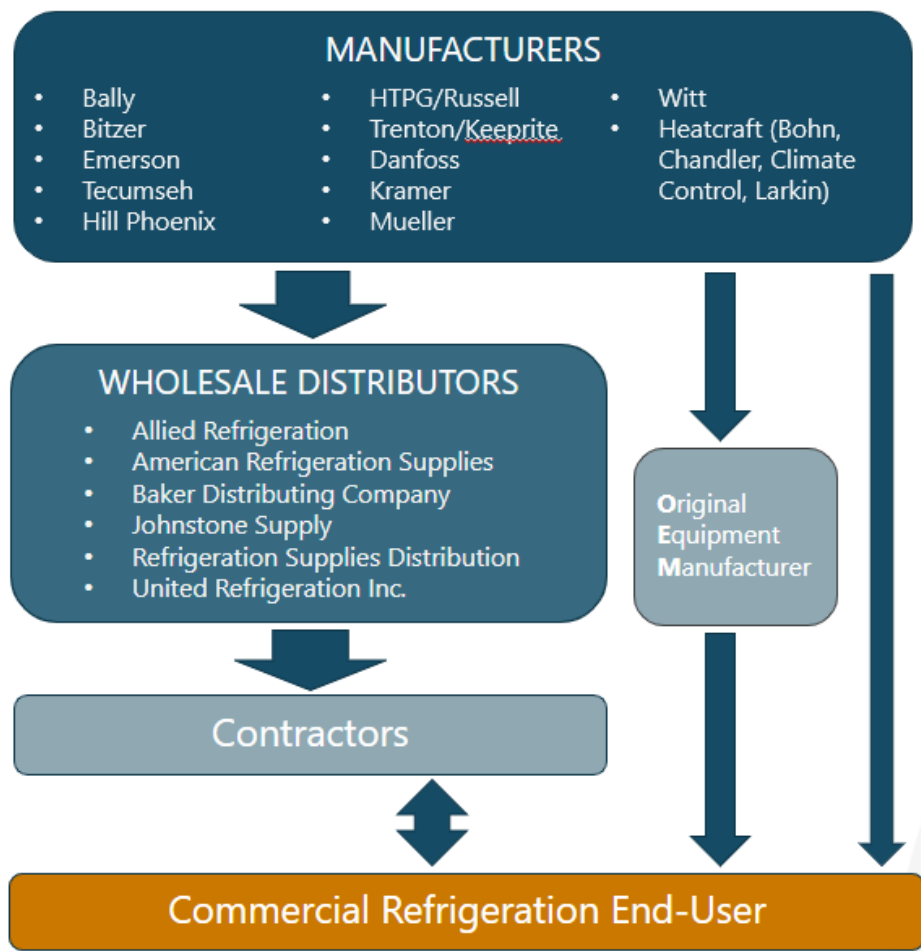 MANUFACTURERS
• Bally
• Bitzer
• Emerson
• Tecumseh
• Hill Phoenix
• HTPG/Russell
• Trenton/Keeprite
• Danfoss
• Kramer
• Mueller
• Witt
• Heatcraft (Bohn,
Chandler, Climate
Control, Larkin)
WHOLESALE DISTRIBUTORS
• Allied Refrigeration
• American Refrigeration Supplies
• Baker Distributing Company
• Johnstone Supply
• Refrigeration Supplies Distribution
• United Refrigeration Inc.
Original
Equipment
Manufacturer
Contractors
Commercial Refrigeration End-User